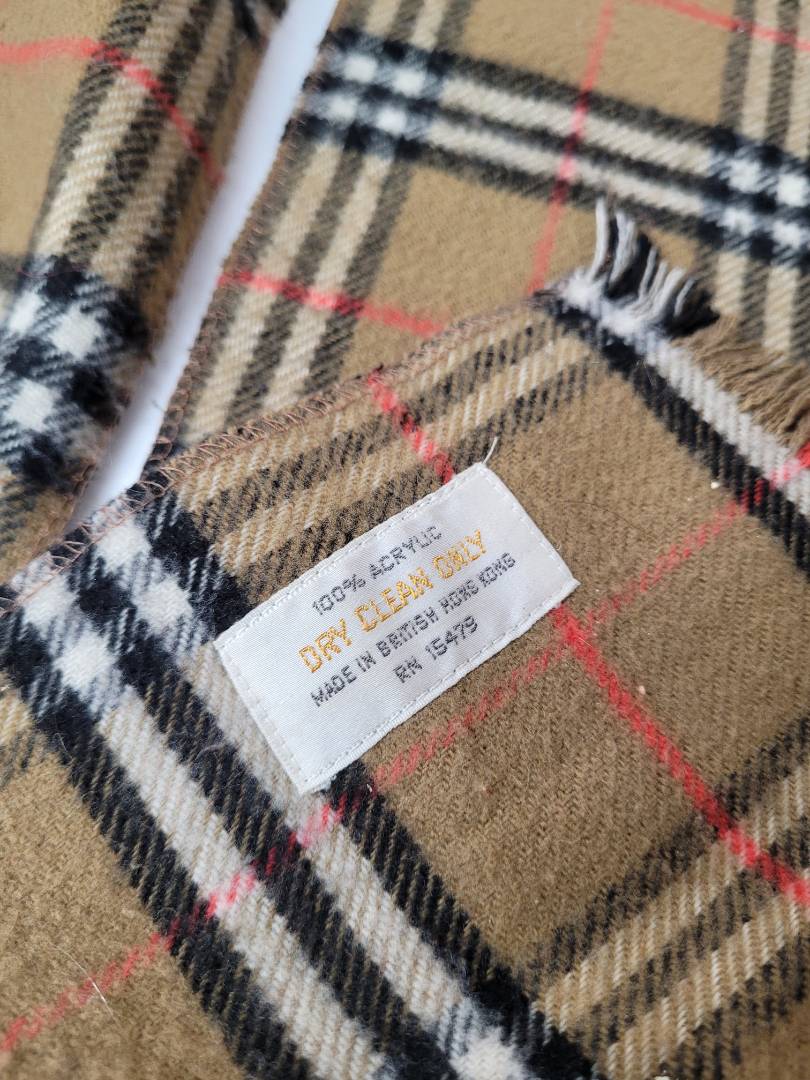 100% ACRYLIC
DRY CLEAN ONLY
MADE IN BRITISH HONG KONG
RN 15479